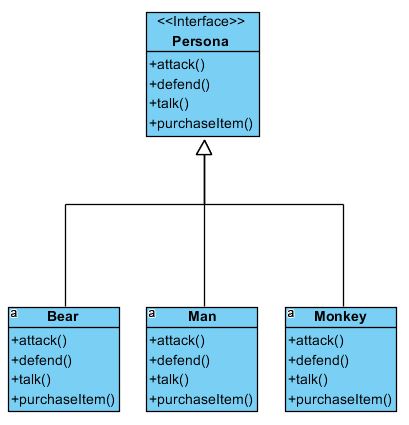 <<Interface>>
Persona
+attack()
+defend()
+talk()
+purchaseItem()
a
Bear
+attack()
+defend()
+talk()
+purchaseItem()
a
Man
+attack()
+defend()
+talk()
+purchaseItem()
a
Monkey
+attack()
+defend()
+talk()
+purchaseItem()